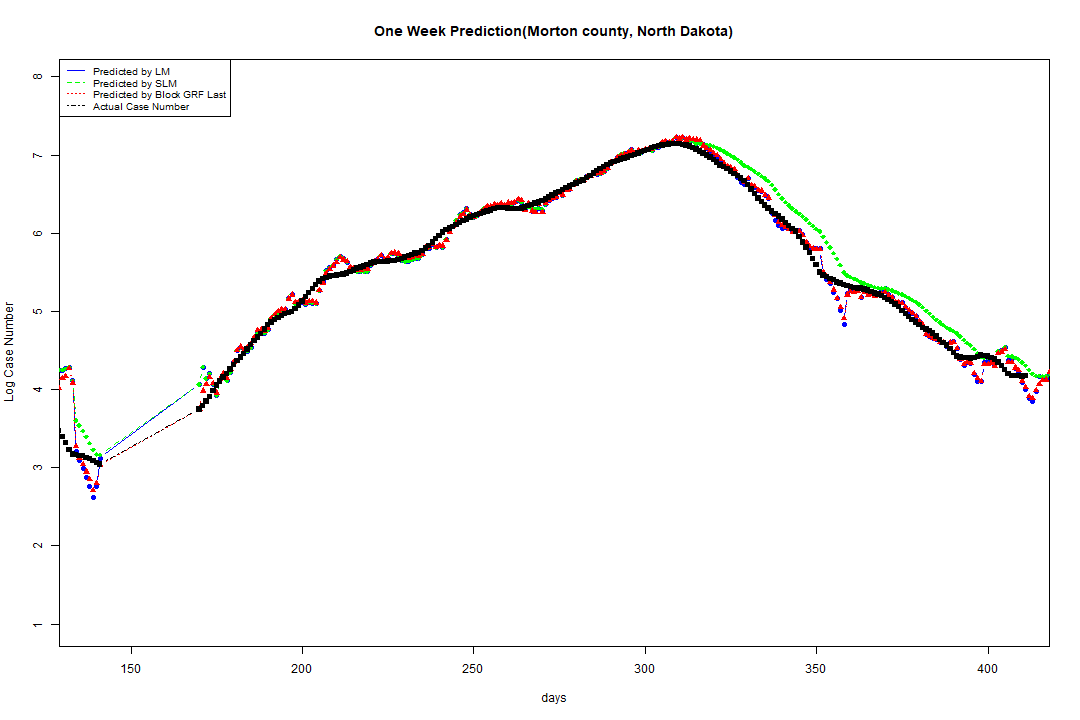 One Week Prediction(Morton county, North Dakota)
Predicted by LM
Predicted by SLM
Predicted by Block GRF Last
Actual Case Number
8
7
6
5
4
3
2
1
Log Case Number
150 200 250 300 350 400
days